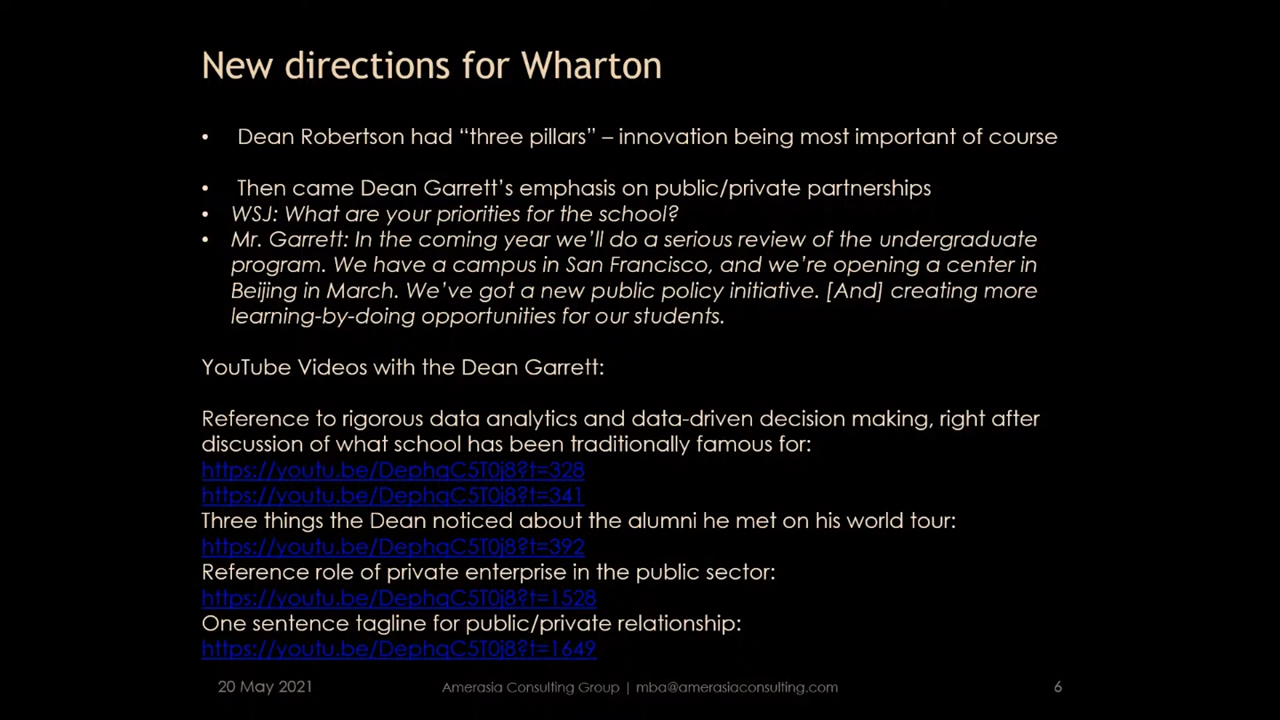 New directions for Wharton
• Dean Robertson had “three pillars” – innovation being most important of course
• Then came Dean Garrett’s emphasis on public/private partnerships
• WSJ: What are your priorities for the school?
• Mr. Garrett: In the coming year we’ll do a serious review of the undergraduate
program. We have a campus in San Francisco, and we’re opening a center in
Beijing in March. We’ve got a new public policy initiative. [And] creating more
learning-by-doing opportunities for our students.
YouTube Videos with the Dean Garrett:
Reference to rigorous data analytics and data-driven decision making, right after
discussion of what school has been traditionally famous for:
https://youtu.be/DephqC5T0j8?t=328
https://youtu.be/DephqC5T0j8?t=341
Three things the Dean noticed about the alumni he met on his world tour:
https://youtu.be/DephqC5T0j8?t=392
Reference role of private enterprise in the public sector:
https://youtu.be/DephqC5T0j8?t=1528
One sentence tagline for public/private relationship:
https://youtu.be/DephqC5T0j8?t=1649
20 May 2021
Amerasia Consulting Group | mba@amerasiaconsulting.com
6